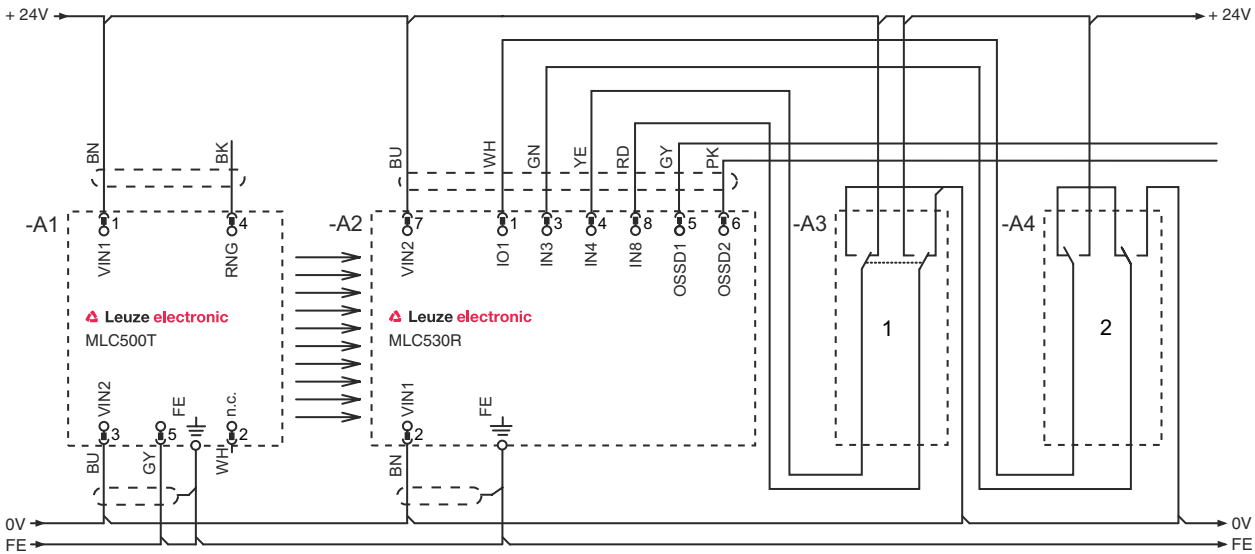 + 24V
+ 24V
BN
BK
BU
WH
GN
YE
RD
GY
PK
-A1
1
4
-A2
7
1
3
4
8
5
6
-A3
-A4
VIN1
RNG
VIN2
IO1
IN3
IN4
IN8
OSSD1
OSSD2
Leuze electronic
MLC500T
Leuze electronic
MLC530R
1
2
VIN2
FE
n.c.
VIN1
FE
3
5
2
2
BU
GY
WH
BN
0V
0V
FE
FE